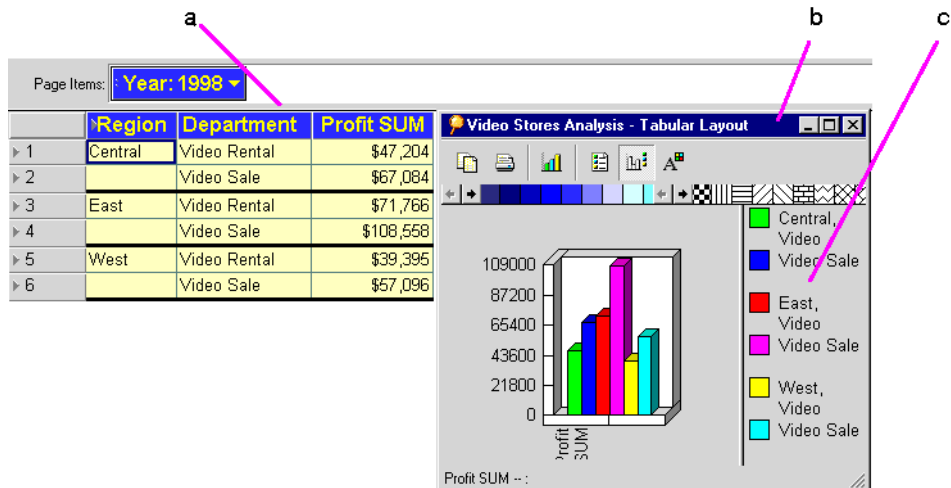 a
b
c
Page Items: Year: 1998
Region Department Profit SUM
1 Central Video Rental $47,204
2 Video Sale $67,084
3 East Video Rental $71,766
4 Video Sale $108,558
5 West Video Rental $39,395
6 Video Sale $57,096
Video Stores Analysis - Tabular Layout
A
109000
87200
65400
43600
21800
0
Profit
SUM
Central,
Video
Video Sale
East,
Video
Video Sale
West,
Video
Video Sale
Profit SUM -- :